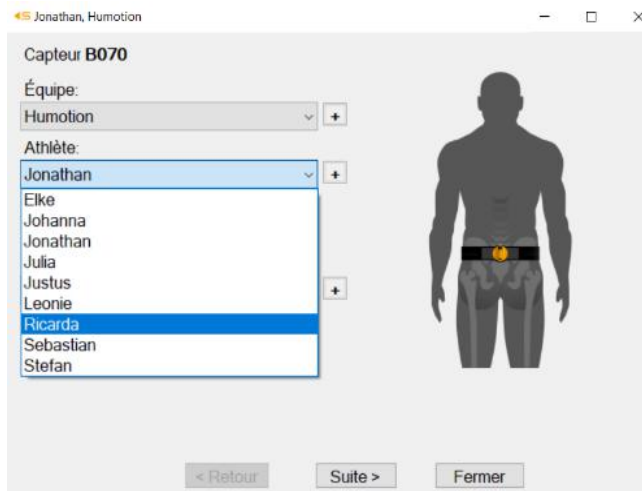 Jonathan, Humotion
Capteur B070
Équipe:
Humotion
+
Athlète:
Jonathan
+
Elke
Johanna
Jonathan
Julia
Justus
Leonie
+
Ricarda
Sebastian
Stefan
< Retour
Suite >
Fermer